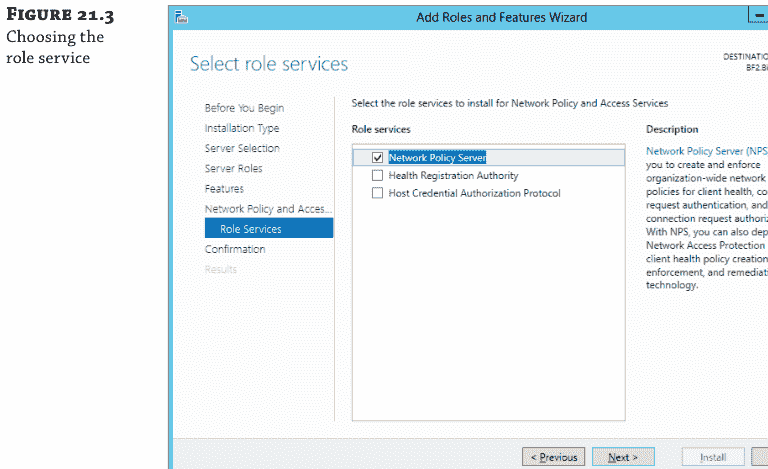 FIGURE 21.3
Choosing the
role service
Add Roles and Features Wizard
Select role services
DESTINATIO
BF2.B
Before You Begin
Installation Type
Server Selection
Server Roles
Features
Network Policy and Acces...
Role Services
Confirmation
Results
Select the role services to install for Network Policy and Access Services
Role services
Network Policy Server
Health Registration Authority
Host Credential Authorization Protocol
Description
Network Policy Server (NPS
you to create and enforce
organization-wide network
policies for client health, co
request authentication, and
connection request authoriz
With NPS, you can also dep
Network Access Protection
client health policy creation
enforcement, and remediat
technology.
< Previous
Next >
Install